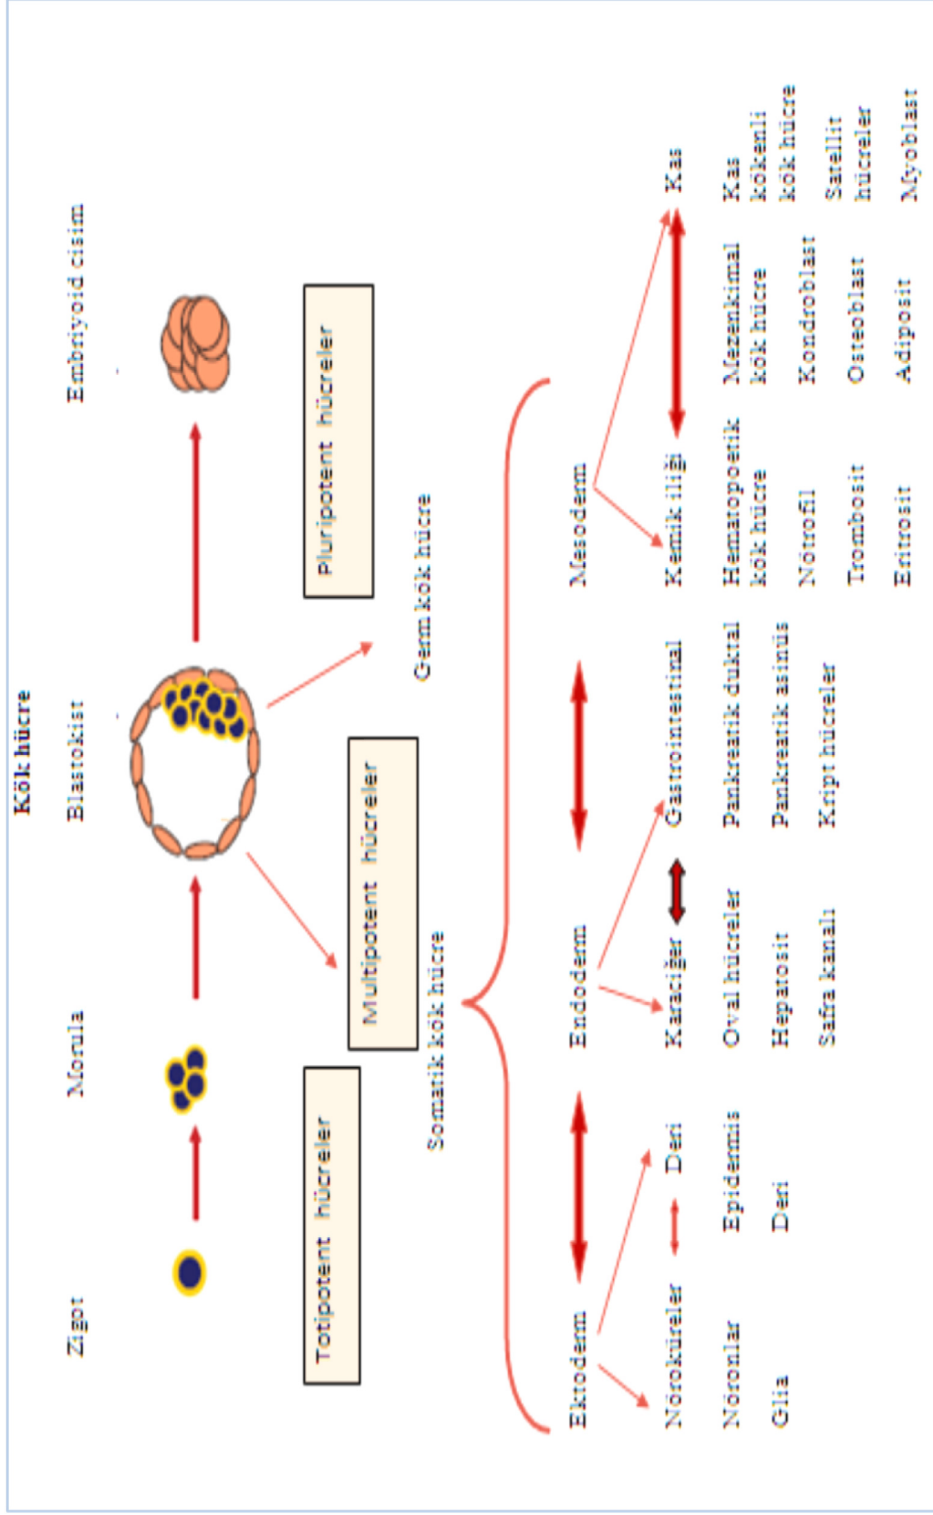 Kök hücre
Zigot
Morula
Blastokist
Embriyoid cisim
Totipotent hücreler
Multipotent hücreler
Pluripotent hücreler
Somatik kök hücre
Germ kök hücre
Ektoderm
Endoderm
Mesoderm
Nöroküreler
Deri
Karaciğer
Gastrointestinal
Kemik iliği
Kas
Nöronlar
Glia
Epidermis
Deri
Oval hücreler
Hepatosit
Safra kanalı
Pankreatik duktal
Pankreatik asinüs
Kript hücreler
Hematopoetik
kök hücre
Nötrofil
Trombosit
Eritrosit
Mezenkimal
kök hücre
Kondroblast
Osteoblast
Adiposit
Kas
kökenli
kök hücre
Satellit
hücreler
Myoblast